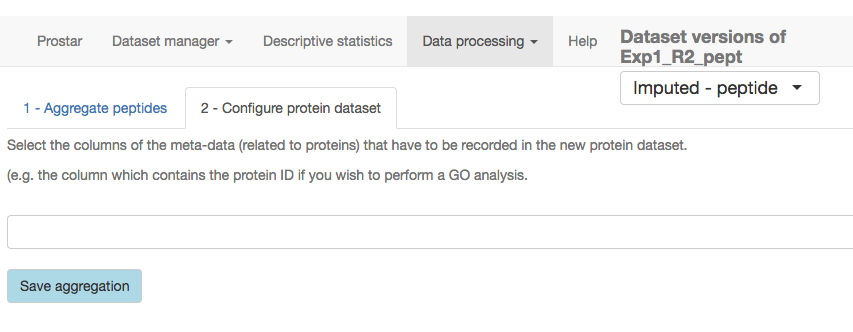 Prostar Dataset manager Descriptive statistics Data processing Help
Dataset versions of
Exp1_R2_pept
Imputed - peptide
1 - Aggregate peptides 2 - Configure protein dataset
Select the columns of the meta-data (related to proteins) that have to be recorded in the new protein dataset.
(e.g. the column which contains the protein ID if you wish to perform a GO analysis.
Save aggregation